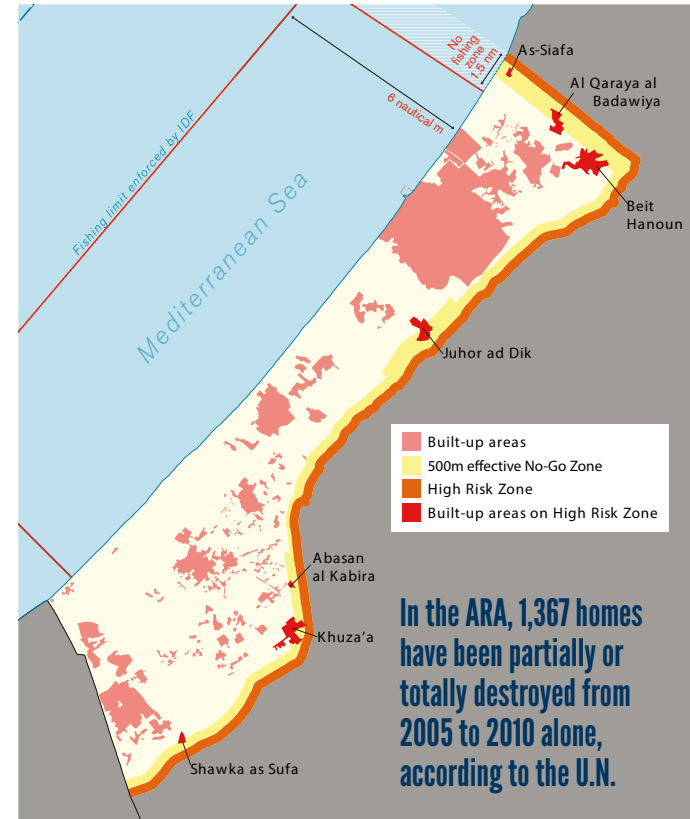 No
fishing
zone
1.5 nm
As-Siafa
Al Qaraya al
Badawiya
6 nautical m
Fishing limit enforced by IDF
Beit
Hanoun
Mediterranean Sea
Juhor ad Dik
Built-up areas
500m effective No-Go Zone
High Risk Zone
Built-up areas on High Risk Zone
Abasan
al Kabira
Khuza’a
Shawka as Sufa
In the ARA, 1,367 homes
have been partially or
totally destroyed from
2005 to 2010 alone,
according to the U.N.